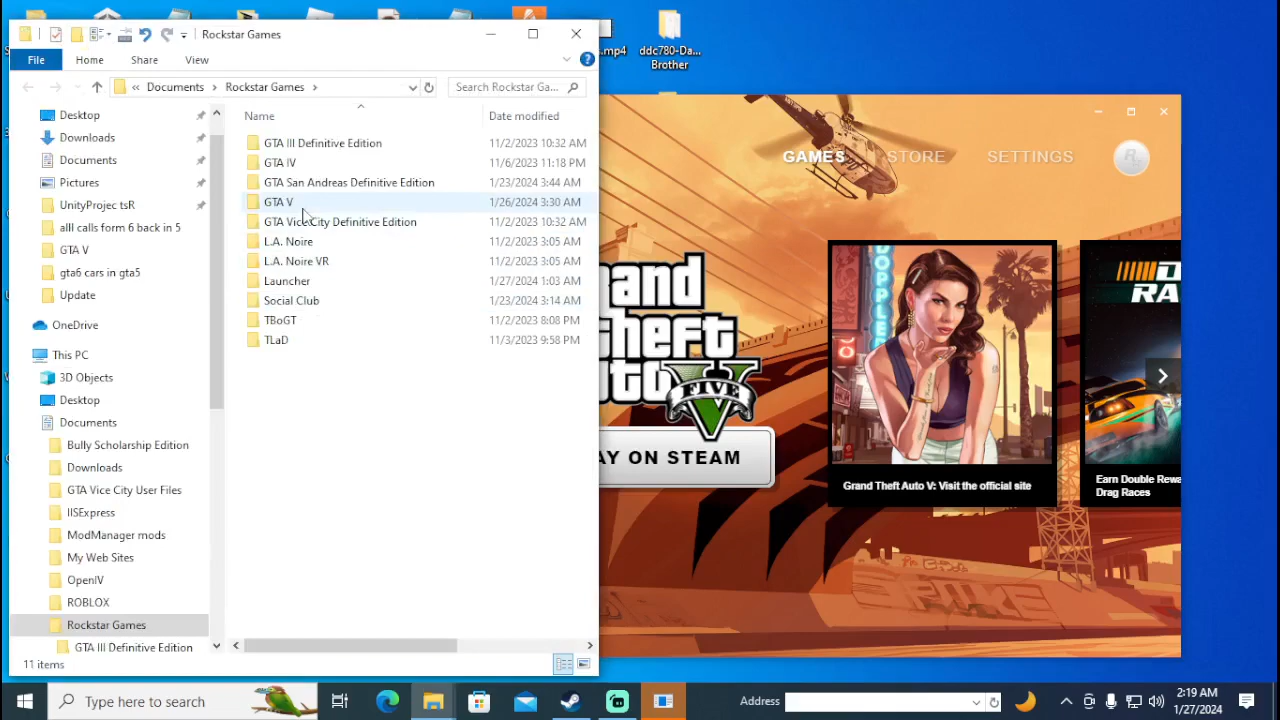 Rockstar Games
File
Home
Share
View
« Documents > Rockstar Games >
Search Rockstar Ga...
Desktop
Downloads
Documents
Pictures
UnityProjec tsR
alll calls form 6 back in 5
GTA V
gta6 cars in gta5
Update
OneDrive
This PC
3D Objects
Desktop
Documents
Bully Scholarship Edition
Downloads
GTA Vice City User Files
IISExpress
ModManager mods
My Web Sites
OpenIV
ROBLOX
Rockstar Games
GTA III Definitive Edition
Name
Date modified
GTA III Definitive Edition 11/2/2023 10:32 AM
GTA IV 11/6/2023 11:18 PM
GTA San Andreas Definitive Edition 1/23/2024 3:44 AM
GTA V 1/26/2024 3:30 AM
GTA Vice City Definitive Edition 11/2/2023 10:32 AM
L.A. Noire 11/2/2023 3:05 AM
L.A. Noire VR 11/2/2023 3:05 AM
Launcher 1/27/2024 1:03 AM
Social Club 1/23/2024 3:14 AM
TBoGT 11/2/2023 8:08 PM
TLaD 11/3/2023 9:58 PM
11 items
s.mp4
ddc780-Da...
Brother
GAMES
STORE
SETTINGS
and
theft
uto
FIVE
AY ON STEAM
Grand Theft Auto V: Visit the official site
D
RA
Earn Double Rewa
Drag Races
Type here to search
Address
2:19 AM
1/27/2024